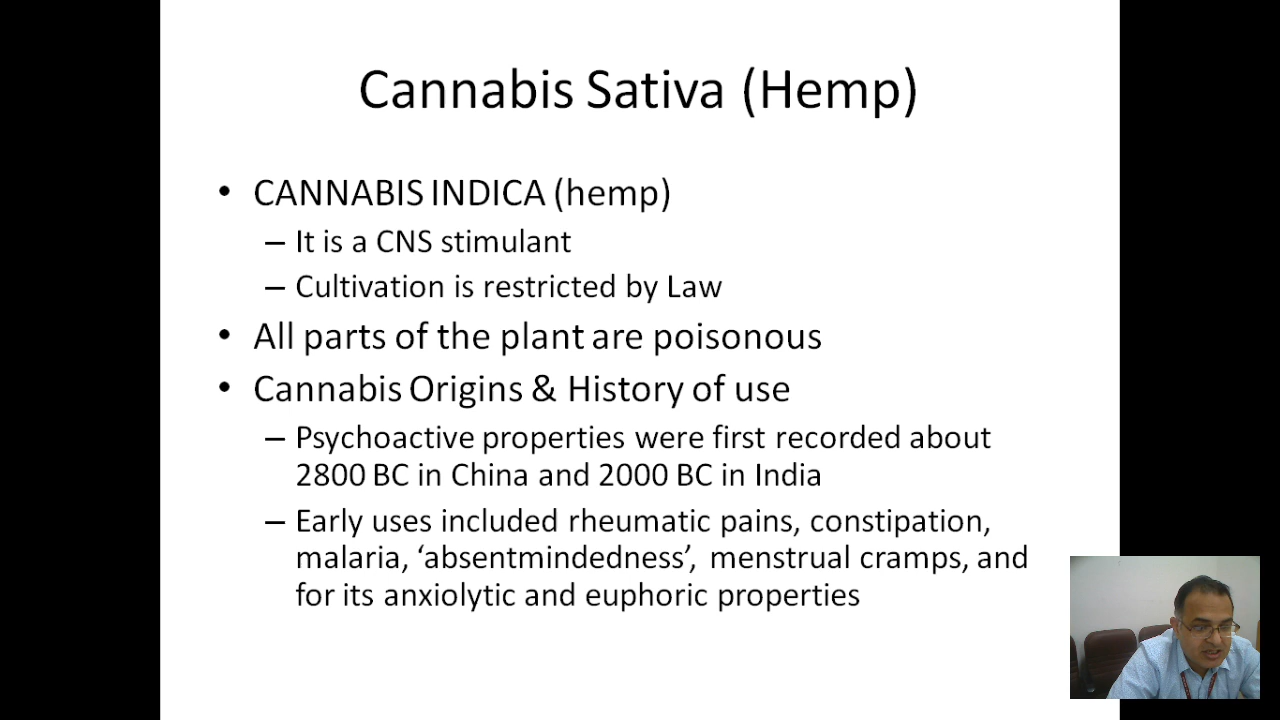 Cannabis Sativa (Hemp)
• CANNABIS INDICA (hemp)
– It is a CNS stimulant
– Cultivation is restricted by Law
• All parts of the plant are poisonous
• Cannabis Origins & History of use
– Psychoactive properties were first recorded about
2800 BC in China and 2000 BC in India
– Early uses included rheumatic pains, constipation,
malaria, ‘absentmindedness’, menstrual cramps, and
for its anxiolytic and euphoric properties